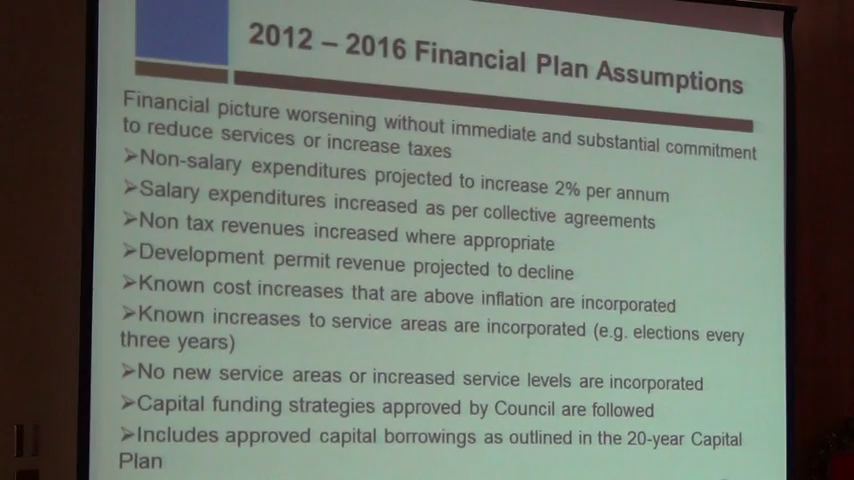 2012 – 2016 Financial Plan Assumptions
Financial picture worsening without immediate and substantial commitment
to reduce services or increase taxes
➢Non-salary expenditures projected to increase 2% per annum
➢Salary expenditures increased as per collective agreements
➢Non tax revenues increased where appropriate
➢Development permit revenue projected to decline
➢Known cost increases that are above inflation are incorporated
➢Known increases to service areas are incorporated (e.g. elections every
three years)
➢No new service areas or increased service levels are incorporated
➢Capital funding strategies approved by Council are followed
➢Includes approved capital borrowings as outlined in the 20-year Capital
Plan